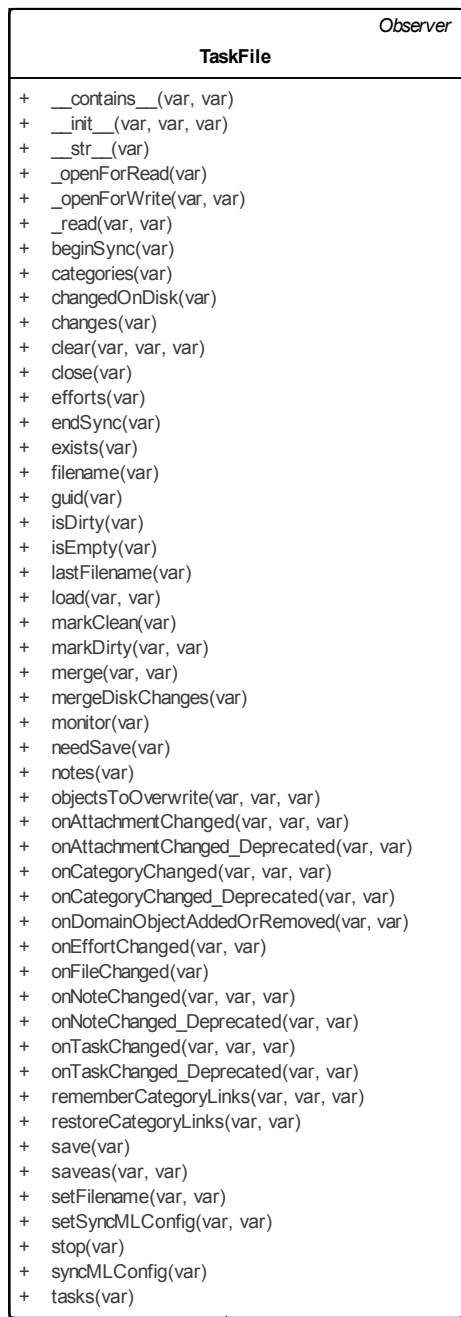 Observer
TaskFile
+ __contains__(var, var)
+ __init__(var, var, var)
+ __str__(var)
+ _openForRead(var)
+ _openForWrite(var, var)
+ _read(var, var)
+ beginSync(var)
+ categories(var)
+ changedOnDisk(var)
+ changes(var)
+ clear(var, var, var)
+ close(var)
+ efforts(var)
+ endSync(var)
+ exists(var)
+ filename(var)
+ guid(var)
+ isDirty(var)
+ isEmpty(var)
+ lastFilename(var)
+ load(var, var)
+ markClean(var)
+ markDirty(var, var)
+ merge(var, var)
+ mergeDiskChanges(var)
+ monitor(var)
+ needSave(var)
+ notes(var)
+ objectsToOverwrite(var, var, var)
+ onAttachmentChanged(var, var, var)
+ onAttachmentChanged_Deprecated(var, var)
+ onCategoryChanged(var, var, var)
+ onCategoryChanged_Deprecated(var, var)
+ onDomainObjectAddedOrRemoved(var, var)
+ onEffortChanged(var, var, var)
+ onFileChanged(var)
+ onNoteChanged(var, var, var)
+ onNoteChanged_Deprecated(var, var)
+ onTaskChanged(var, var, var)
+ onTaskChanged_Deprecated(var, var)
+ rememberCategoryLinks(var, var, var)
+ restoreCategoryLinks(var, var)
+ save(var)
+ saveas(var, var)
+ setFilename(var, var)
+ setSyncMLConfig(var, var)
+ stop(var)
+ syncMLConfig(var)
+ tasks(var)